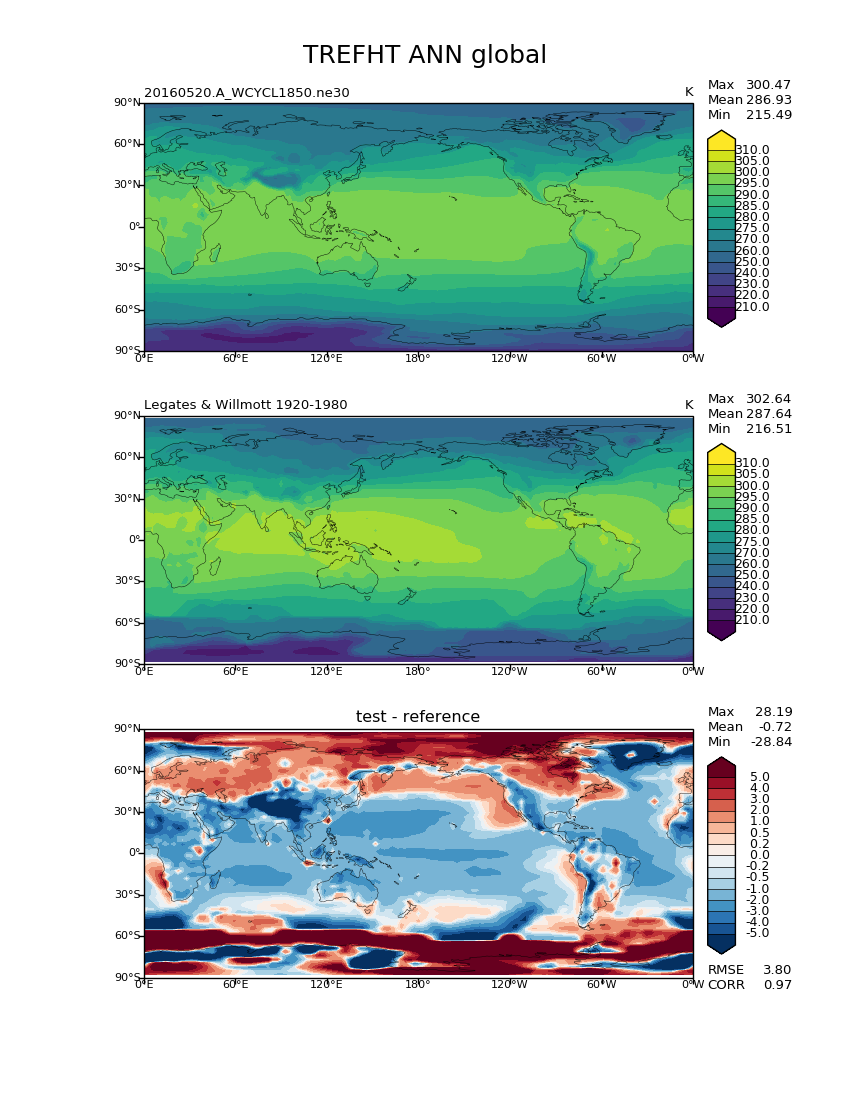 TREFHT ANN global
20160520.A_WCYCL1850.ne30 K
Max 300.47
Mean 286.93
Min 215.49
90°N
60°N
30°N
0°
30°S
60°S
90°S
0°E 60°E 120°E 180° 120°W 60°W 0°W
310.0
305.0
300.0
295.0
290.0
285.0
280.0
275.0
270.0
260.0
250.0
240.0
230.0
220.0
210.0
Legates & Willmott 1920-1980 K
Max 302.64
Mean 287.64
Min 216.51
90°N
60°N
30°N
0°
30°S
60°S
90°S
0°E 60°E 120°E 180° 120°W 60°W 0°W
310.0
305.0
300.0
295.0
290.0
285.0
280.0
275.0
270.0
260.0
250.0
240.0
230.0
220.0
210.0
test - reference
Max 28.19
Mean -0.72
Min -28.84
90°N
60°N
30°N
0°
30°S
60°S
90°S
0°E 60°E 120°E 180° 120°W 60°W 0°W
5.0
4.0
3.0
2.0
1.0
0.5
0.2
0.0
-0.2
-0.5
-1.0
-2.0
-3.0
-4.0
-5.0
RMSE 3.80
CORR 0.97